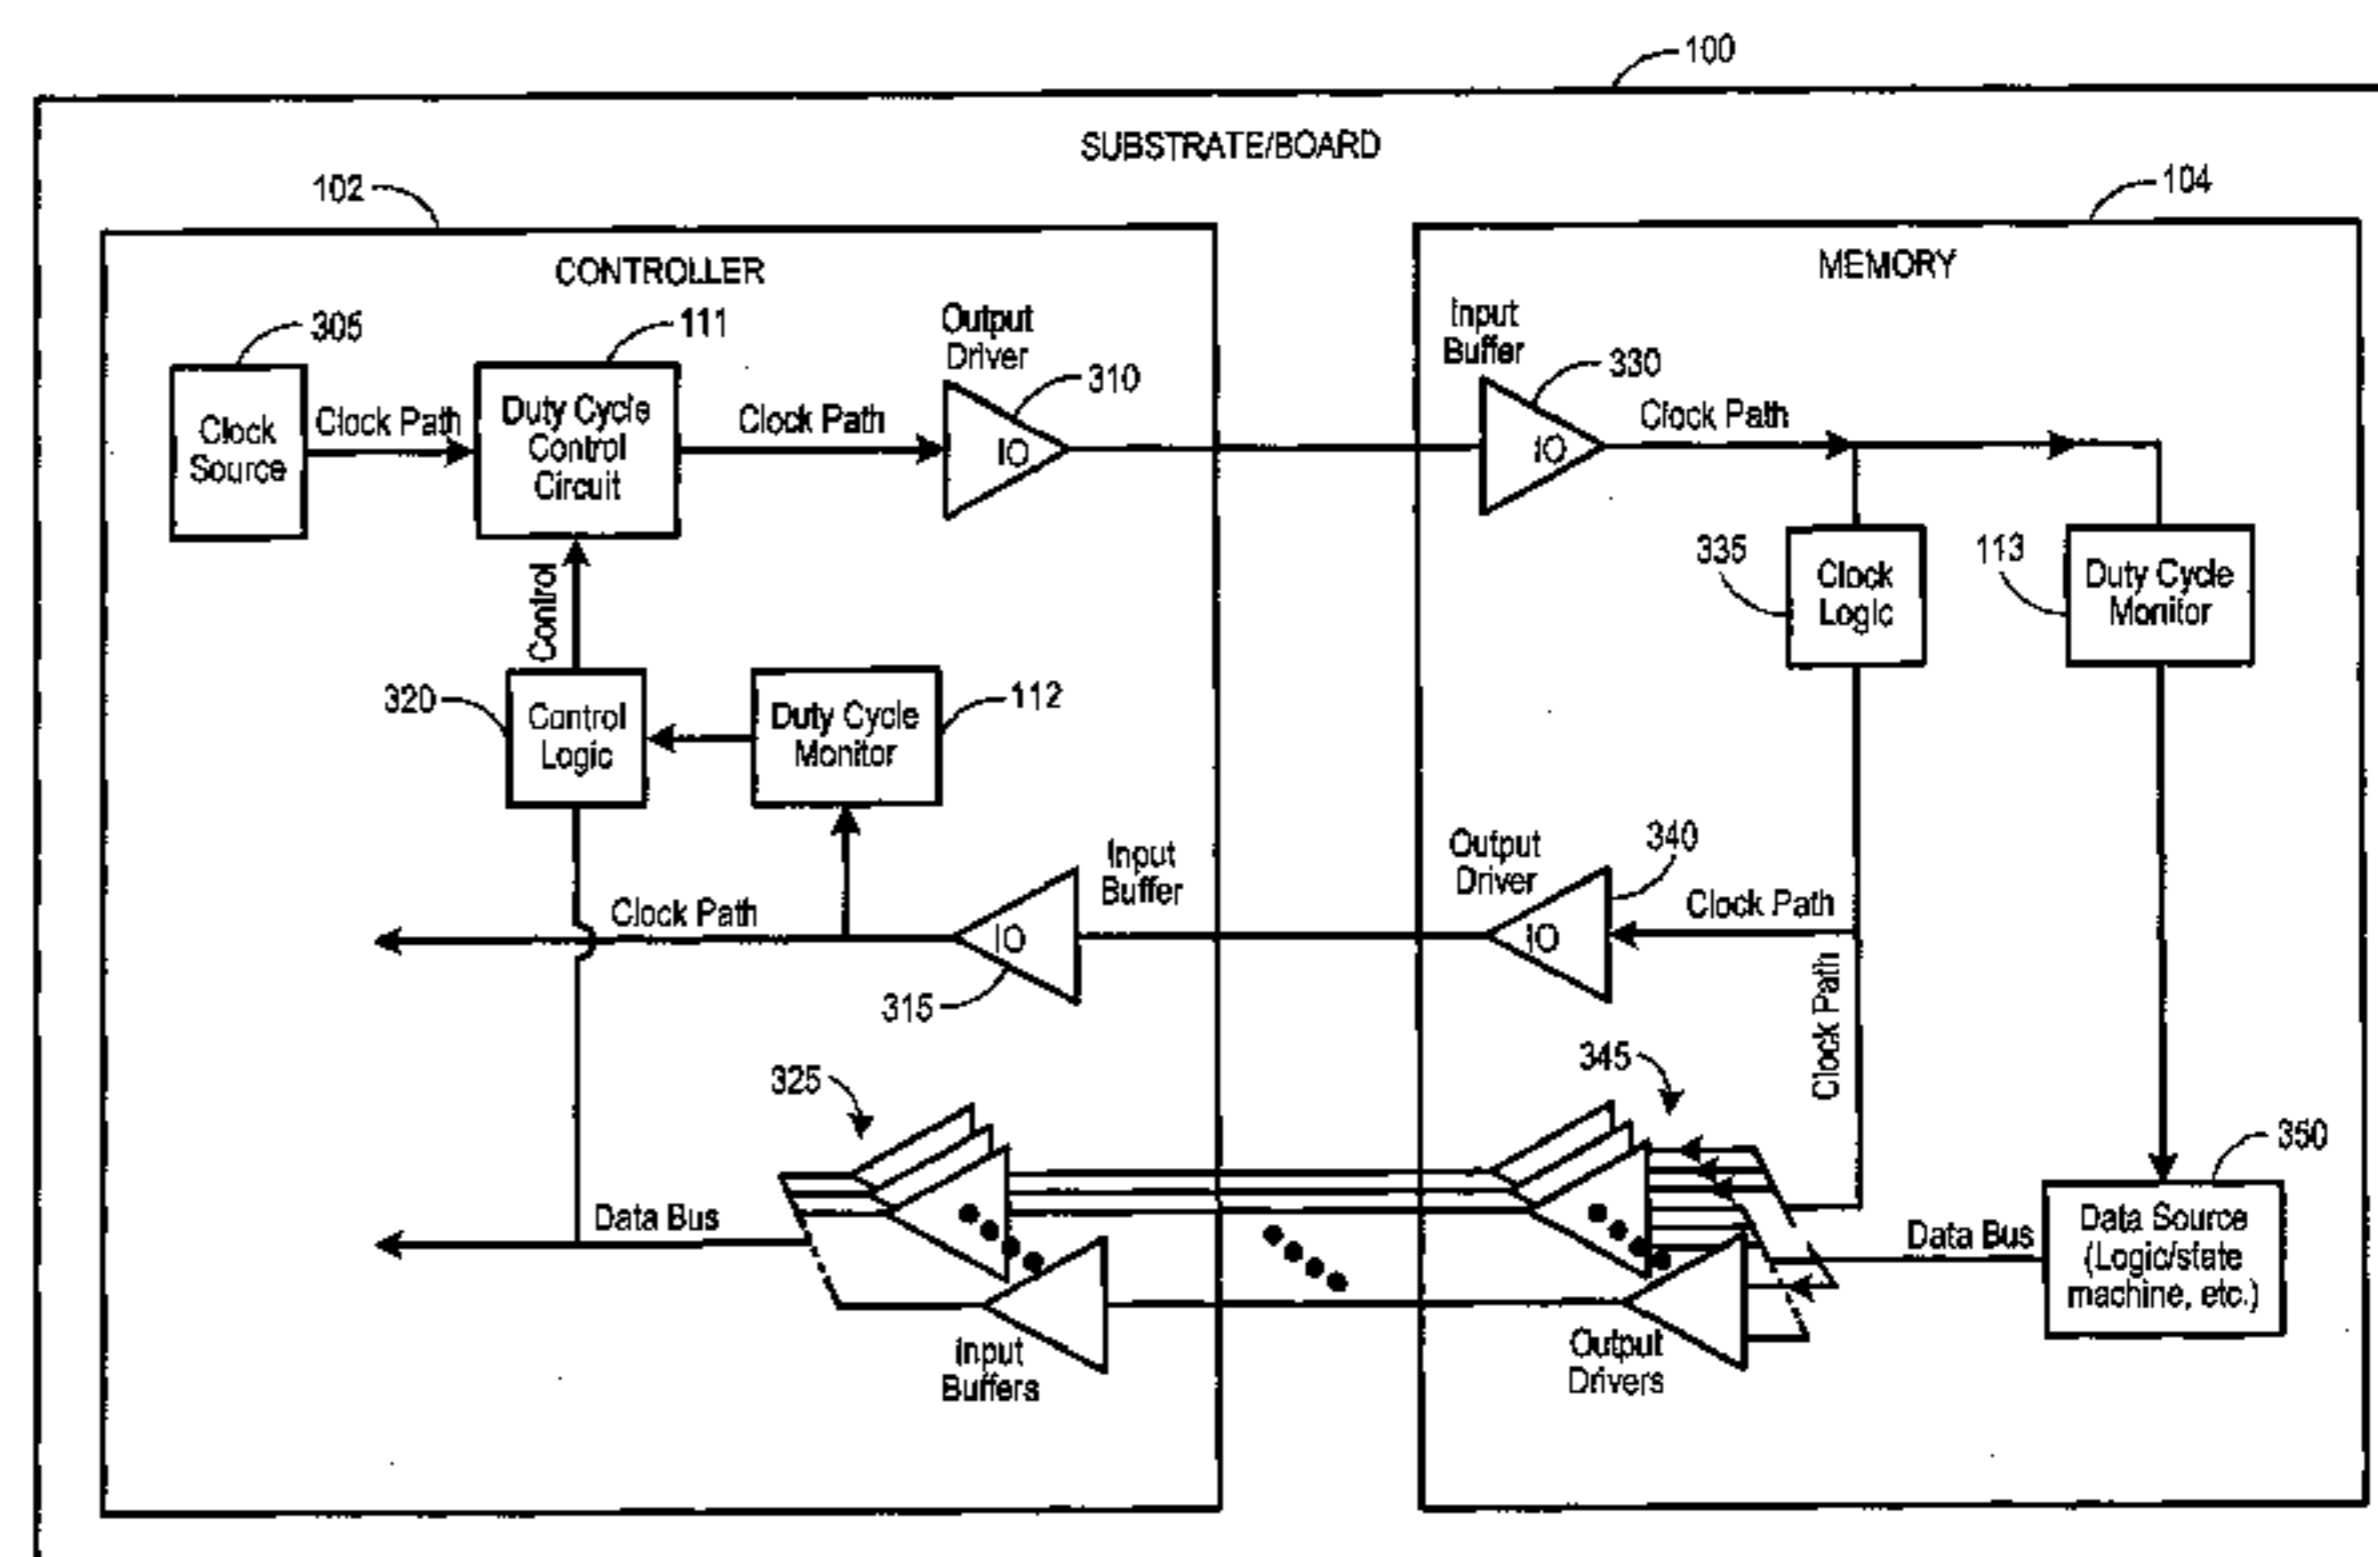 100
SUBSTRATE/BOARD
102
104
CONTROLLER
MEMORY
305
111
Output
Driver
310
Input
Buffer
330
Clock
Source
Clock Path
Duty Cycle
Control
Circuit
Clock Path
IO
IO
Clock Path
Control
335
Clock
Logic
113
Duty Cycle
Monitor
320
Control
Logic
Duty Cycle
Monitor
112
Clock Path
Input
Buffer
IO
315
Output
Driver
340
IO
Clock Path
Clock Path
325
345
350
Data Bus
Data Bus
Data Source
(Logic/state
machine, etc.)
Input
Buffers
Output
Drivers